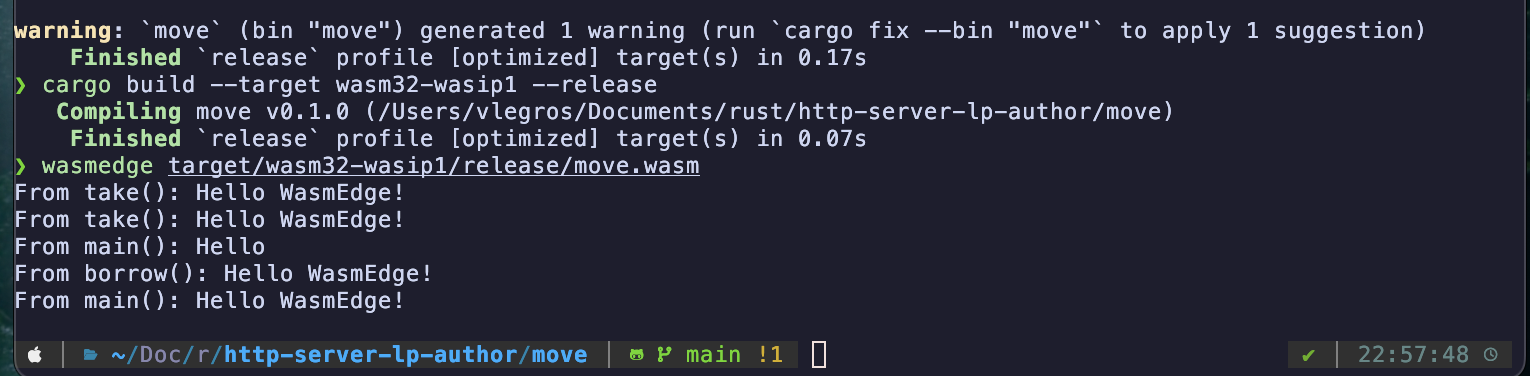 warning: `move` (bin "move") generated 1 warning (run `cargo fix --bin "move"` to apply 1 suggestion)
Finished `release` profile [optimized] target(s) in 0.17s
❯ cargo build --target wasm32-wasip1 --release
Compiling move v0.1.0 (/Users/vlegros/Documents/rust/http-server-lp-author/move)
Finished `release` profile [optimized] target(s) in 0.07s
❯ wasmedge target/wasm32-wasip1/release/move.wasm
From take(): Hello WasmEdge!
From take(): Hello WasmEdge!
From main(): Hello
From borrow(): Hello WasmEdge!
From main(): Hello WasmEdge!
~/Doc/r/http-server-lp-author/move main !1 ✔ 22:57:48